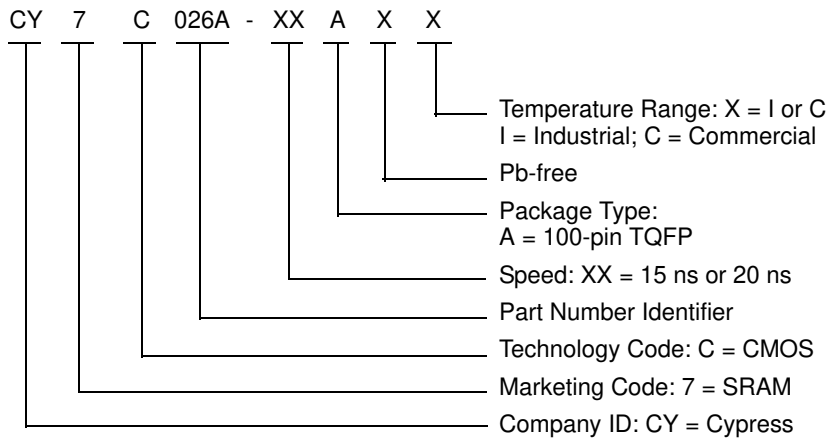 CY 7 C 026A - XX A X X
Temperature Range: X = I or C
I = Industrial; C = Commercial
Pb-free
Package Type:
A = 100-pin TQFP
Speed: XX = 15 ns or 20 ns
Part Number Identifier
Technology Code: C = CMOS
Marketing Code: 7 = SRAM
Company ID: CY = Cypress